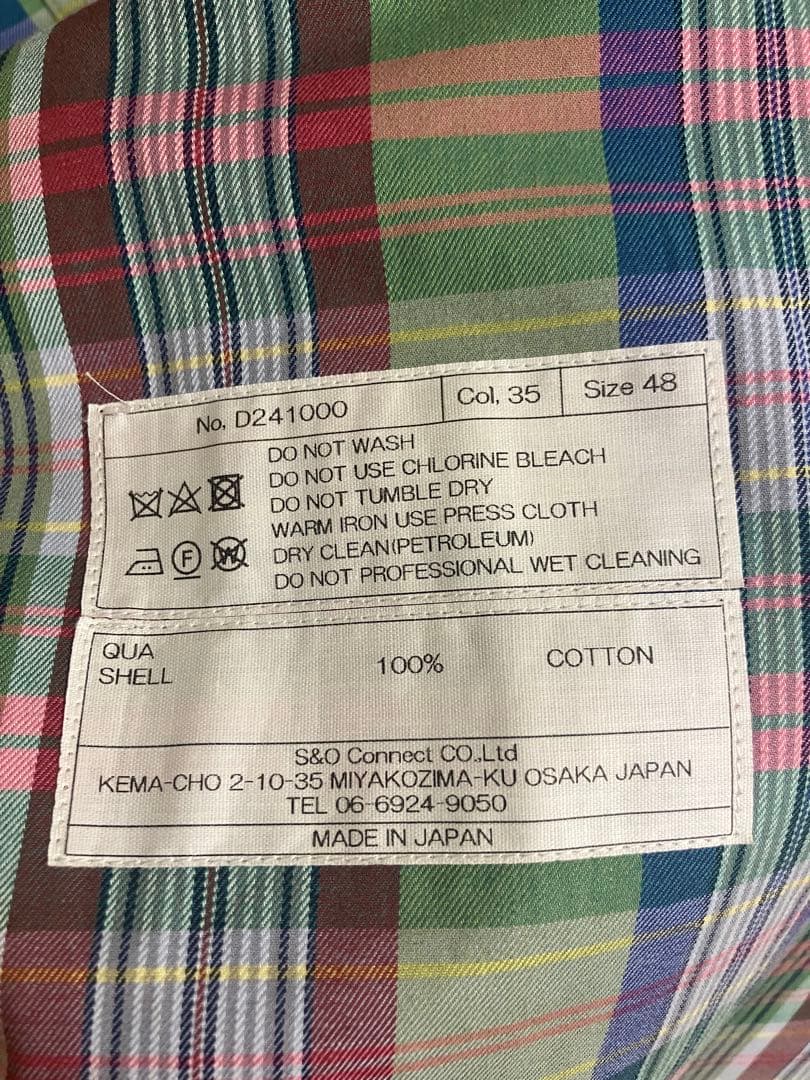 No. D241000 Col, 35 Size 48
DO NOT WASH
DO NOT USE CHLORINE BLEACH
DO NOT TUMBLE DRY
WARM IRON USE PRESS CLOTH
DRY CLEAN(PETROLEUM)
DO NOT PROFESSIONAL WET CLEANING
F W
QUA
SHELL 100% COTTON
S&O Connect CO.,Ltd
KEMA-CHO 2-10-35 MIYAKOZIMA-KU OSAKA JAPAN
TEL 06-6924-9050
MADE IN JAPAN